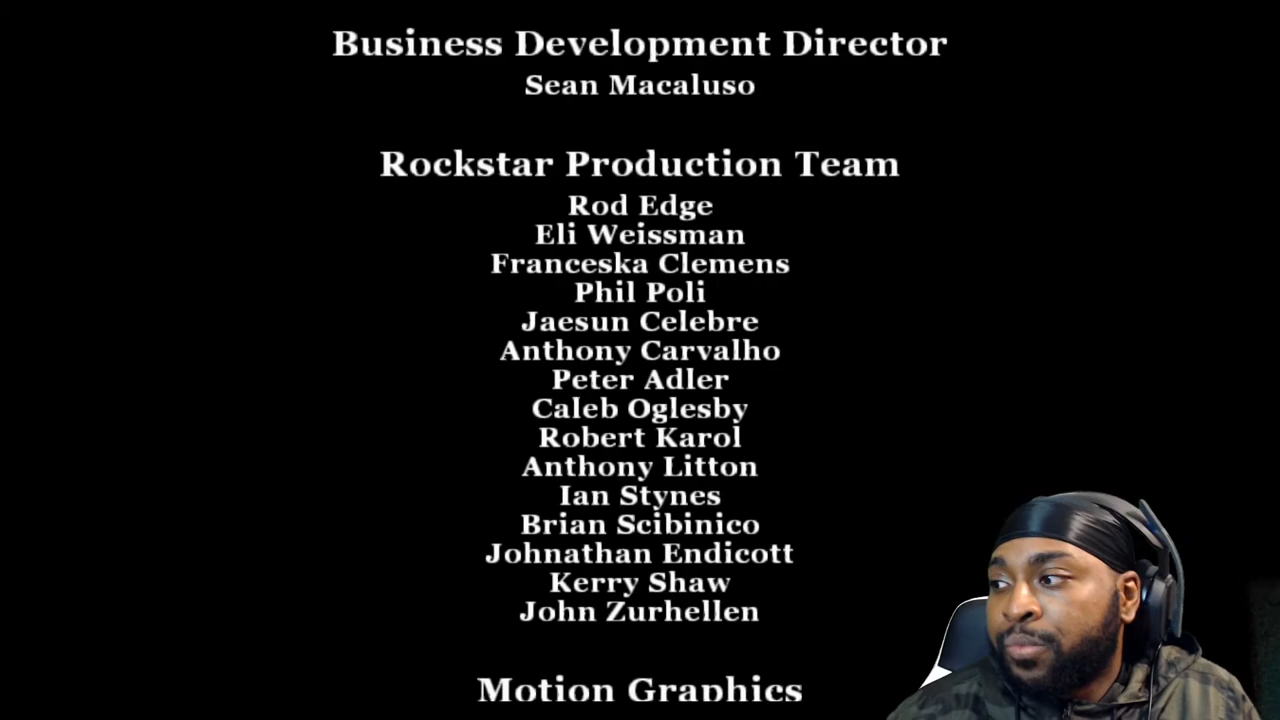 Business Development Director
Sean Macaluso
Rockstar Production Team
Rod Edge
Eli Weissman
Franceska Clemens
Phil Poli
Jaesun Celebre
Anthony Carvalho
Peter Adler
Caleb Oglesby
Robert Karol
Anthony Litton
Ian Stynes
Brian Scibinico
Johnathan Endicott
Kerry Shaw
John Zurhellen
Motion Graphics